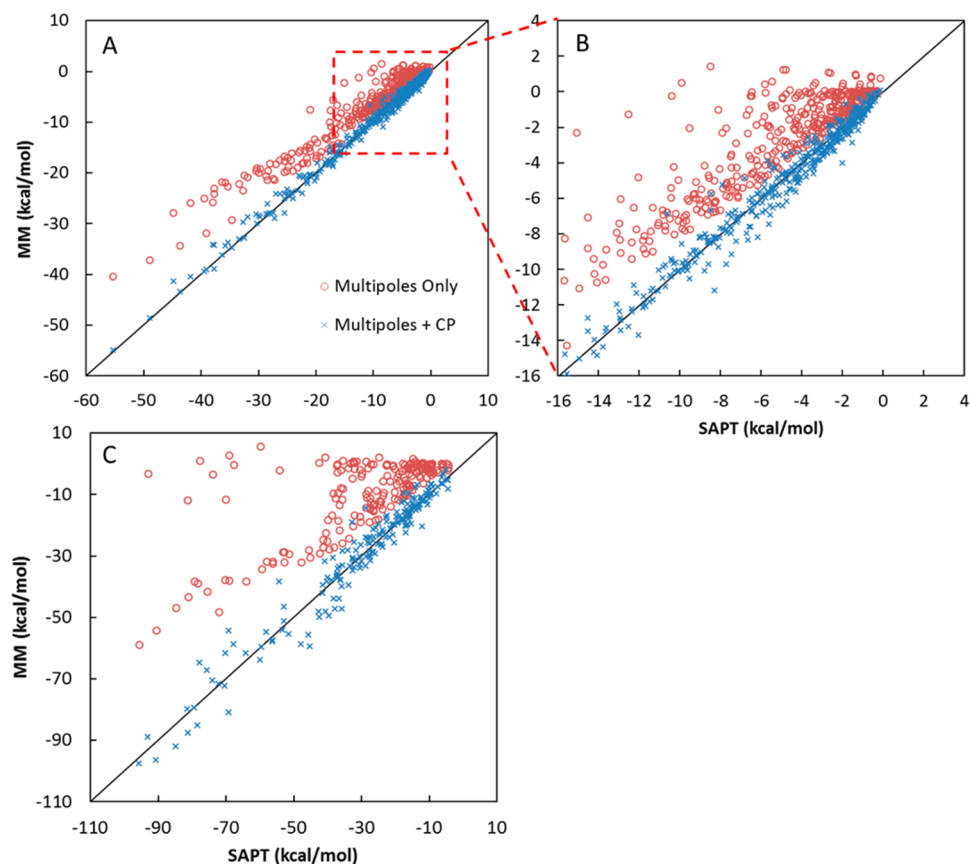 A
10
0
-10
-20
-30
-40
-50
-60
MM (kcal/mol)
Multipoles Only
Multipoles + CP
-60 -50 -40 -30 -20 -10 0 10
B
4
2
0
-2
-4
-6
-8
-10
-12
-14
-16
-16 -14 -12 -10 -8 -6 -4 -2 0 2 4
SAPT (kcal/mol)
C
10
-10
-30
-50
-70
-90
-110
MM (kcal/mol)
-110 -90 -70 -50 -30 -10 10
SAPT (kcal/mol)